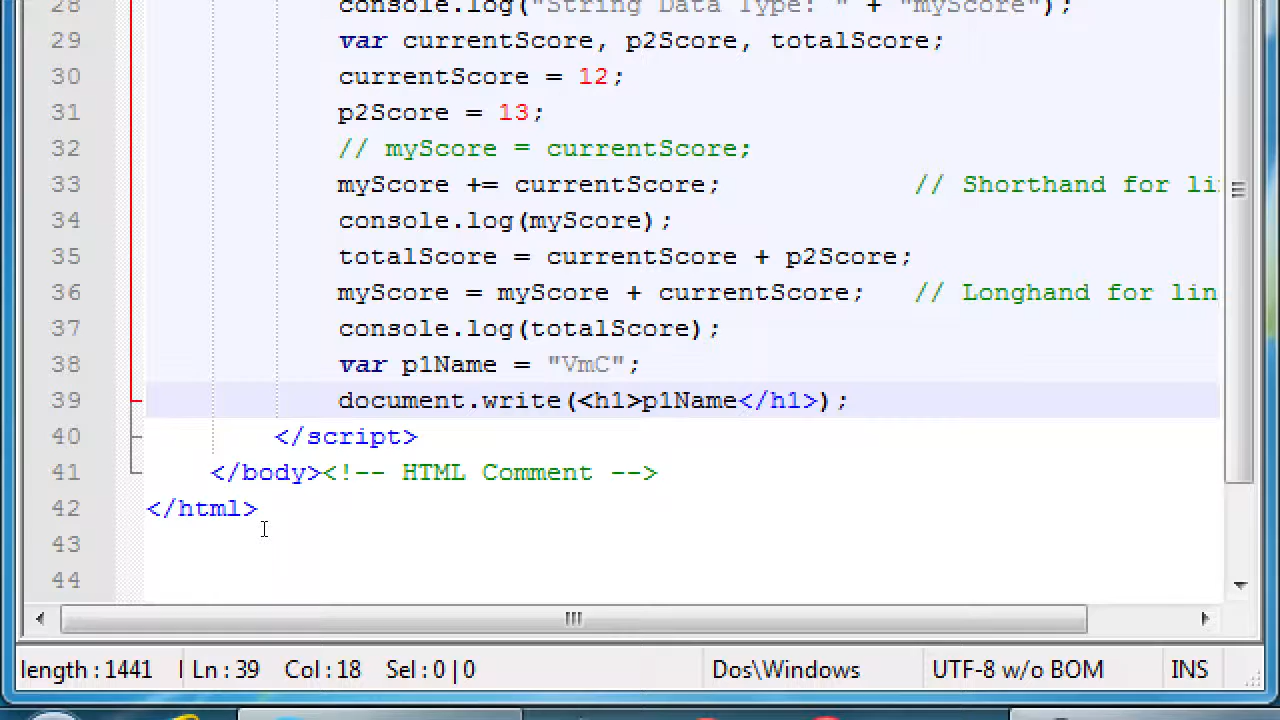 28 console.log("String Data Type: " + "myScore");
29 var currentScore, p2Score, totalScore;
30 currentScore = 12;
31 p2Score = 13;
32 // myScore = currentScore;
33 myScore += currentScore; // Shorthand for li
34 console.log(myScore);
35 totalScore = currentScore + p2Score;
36 myScore = myScore + currentScore; // Longhand for lin
37 console.log(totalScore);
38 var p1Name = "VmC";
39 document.write(<h1>p1Name</h1>);
40 </script>
41 </body><!-- HTML Comment -->
42 </html>
43
44
length : 1441 l Ln : 39 Col : 18 Sel : 0 | 0 Dos\Windows UTF-8 w/o BOM INS